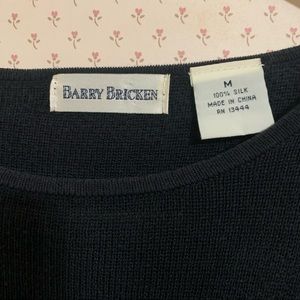 BARRY BRICKEN
M
100% SILK
MADE IN CHINA
RN 13444